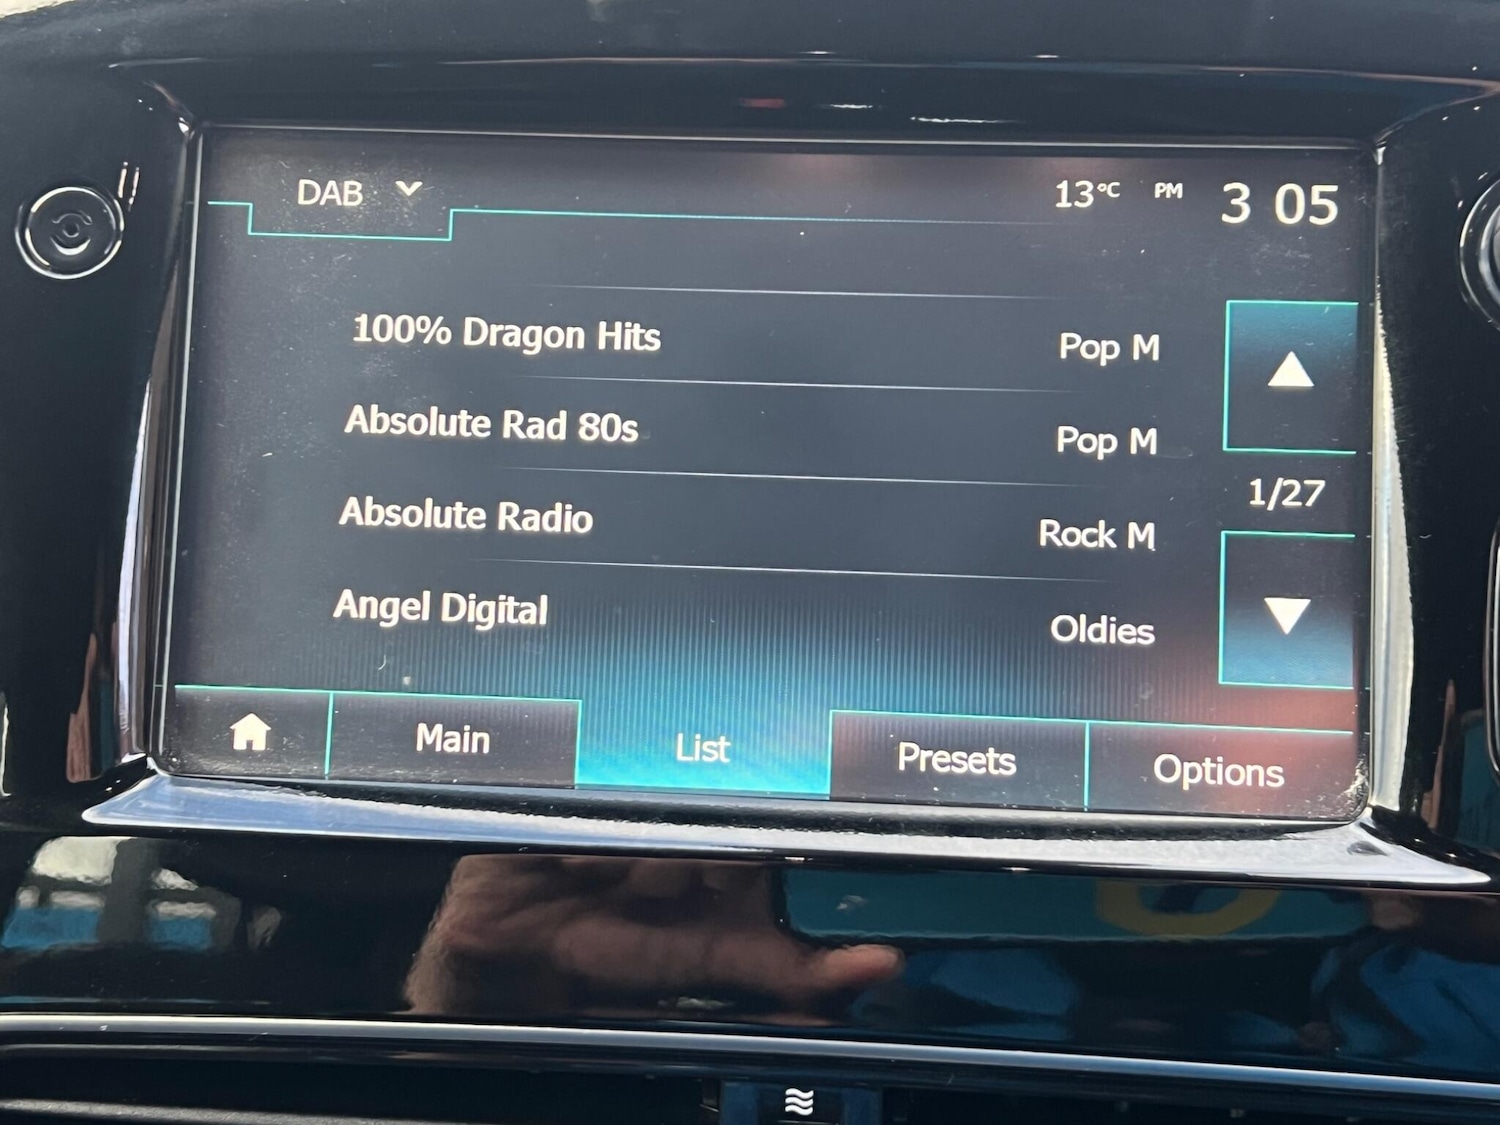 DAB 13°C PM 3 05
100% Dragon Hits Pop M
Absolute Rad 80s Pop M
1/27
Absolute Radio Rock M
Angel Digital Oldies
Main List Presets Options